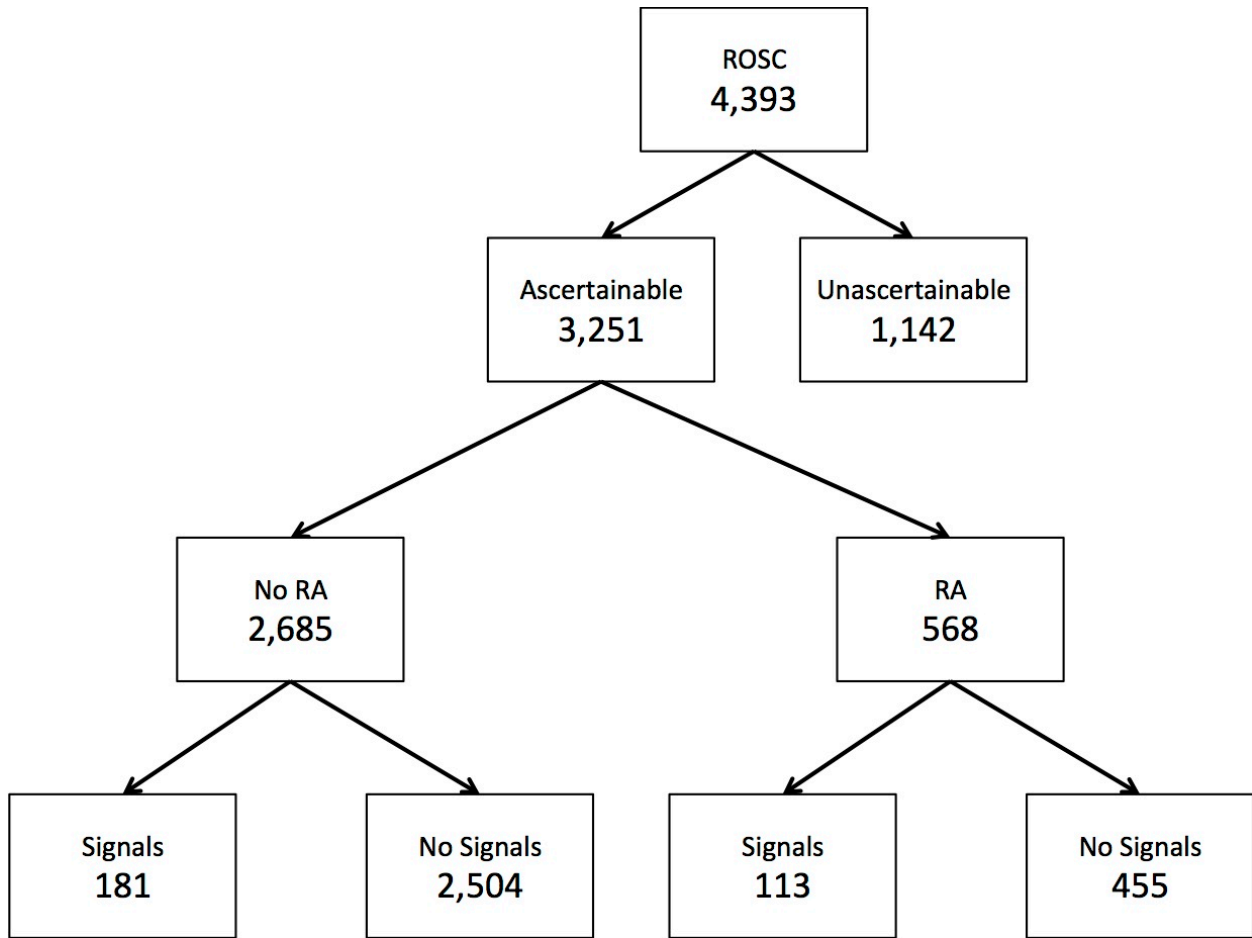 ROSC
4,393
Ascertainable
3,251
Unascertainable
1,142
No RA
2,685
RA
568
Signals
181
No Signals
2,504
Signals
113
No Signals
455